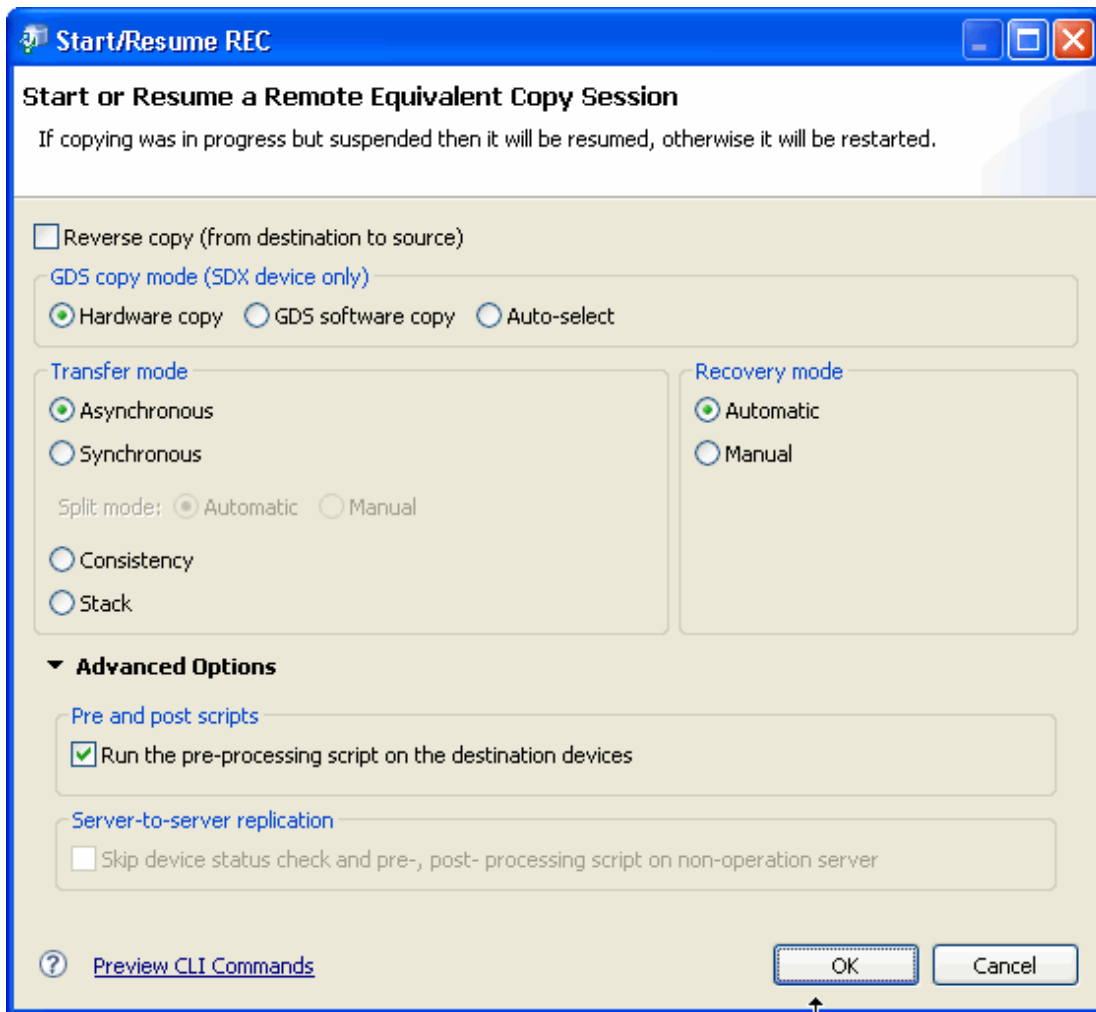 Start/Resume REC
Start or Resume a Remote Equivalent Copy Session
If copying was in progress but suspended then it will be resumed, otherwise it will be restarted.
Reverse copy (from destination to source)
GDS copy mode (SDX device only)
Hardware copy GDS software copy Auto-select
Transfer mode
Asynchronous
Synchronous
Split mode: Automatic Manual
Consistency
Stack
Recovery mode
Automatic
Manual
Advanced Options
Pre and post scripts
Run the pre-processing script on the destination devices
Server-to-server replication
Skip device status check and pre-, post- processing script on non-operation server
? Preview CLI Commands OK Cancel